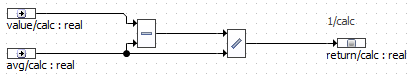 value/calc : real
avg/calc : real
1/calc
return/calc : real